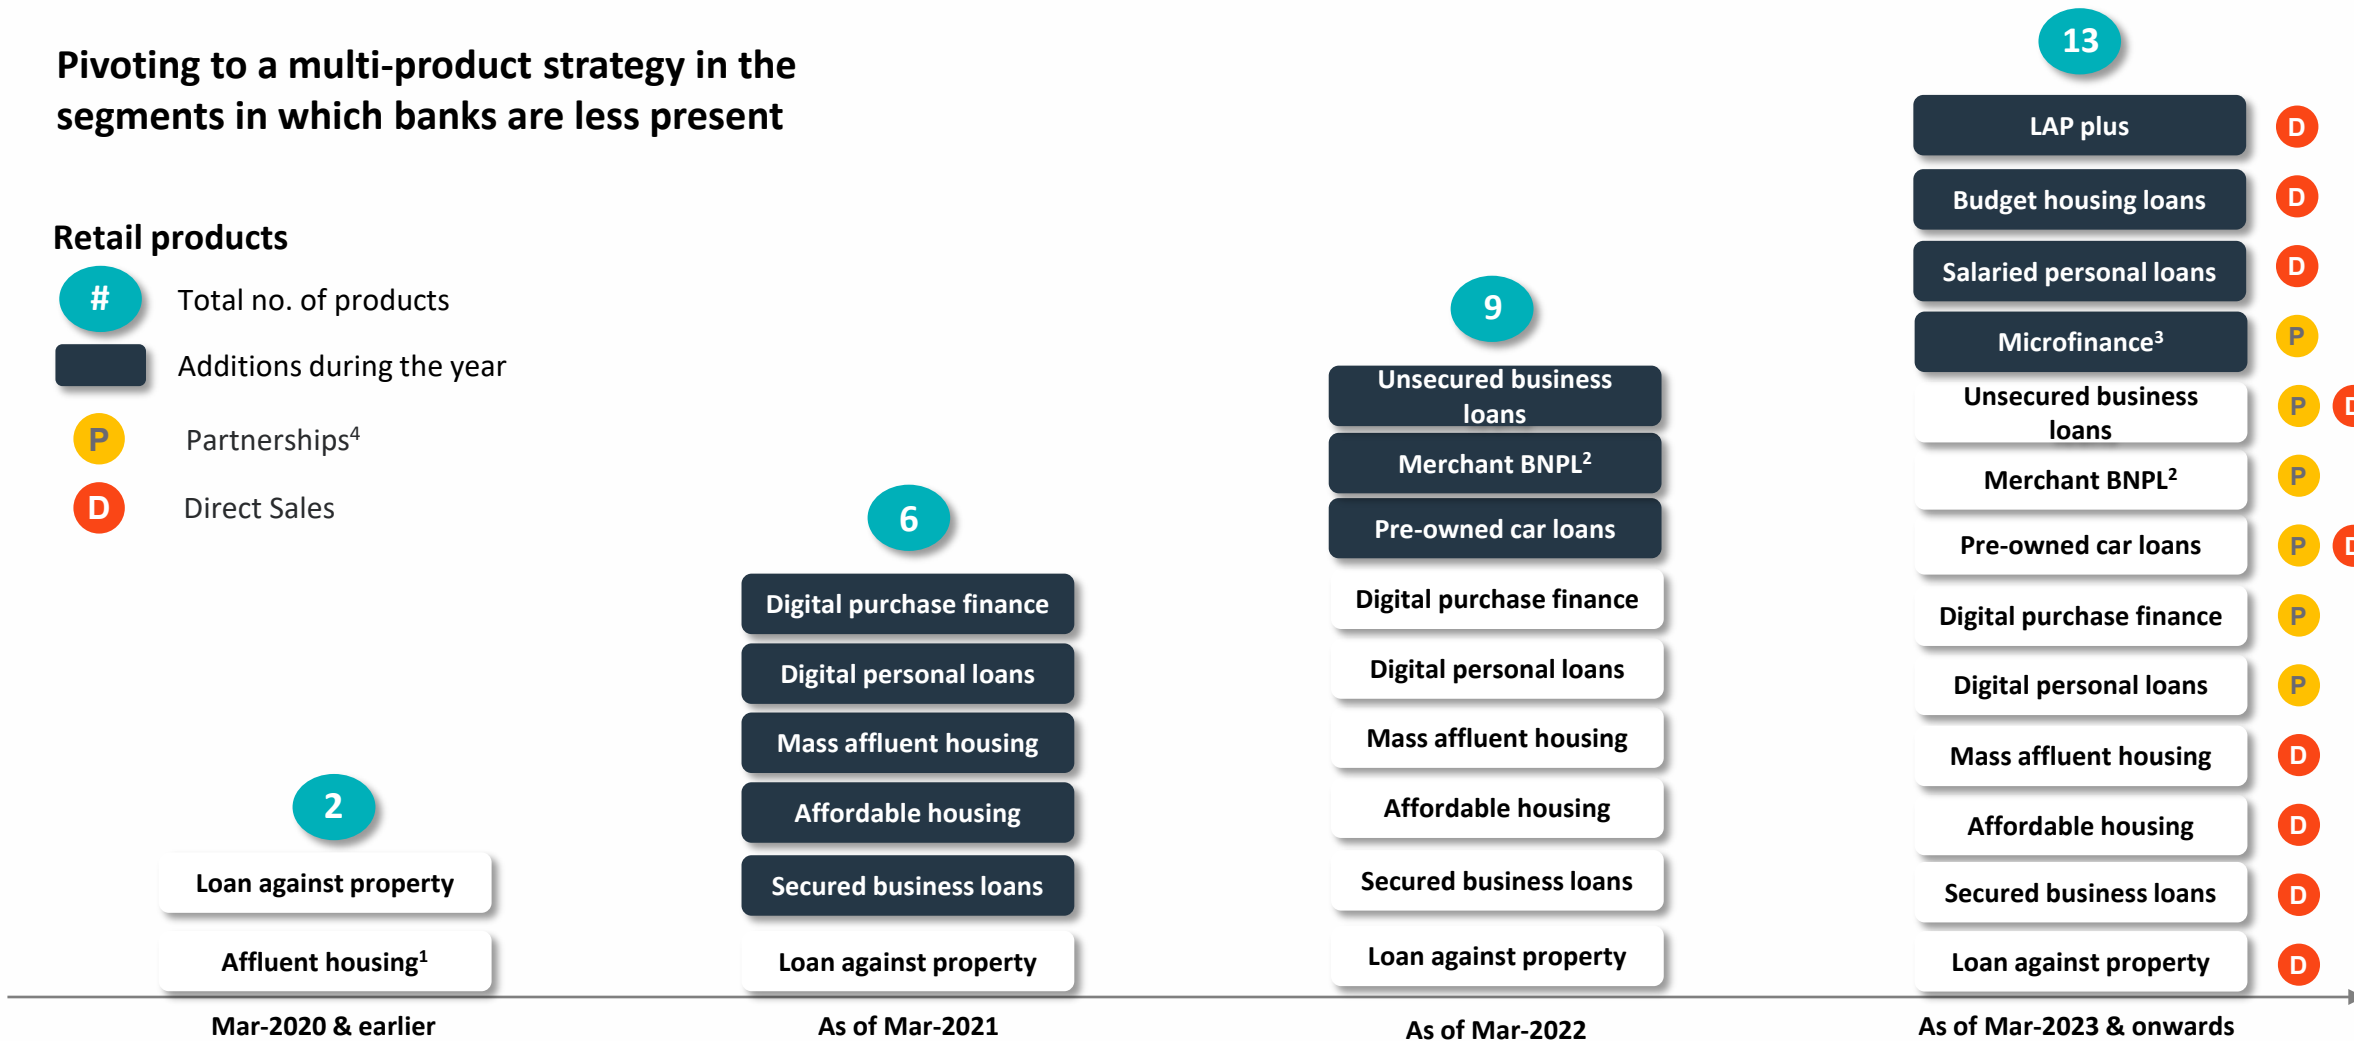 Pivoting to a multi-product strategy in the
segments in which banks are less present
Retail products
# Total no. of products
Additions during the year
P Partnerships4
D Direct Sales
2
Loan against property
Affluent housing1
Mar-2020 & earlier
6
Digital purchase finance
Digital personal loans
Mass affluent housing
Affordable housing
Secured business loans
Loan against property
As of Mar-2021
9
Unsecured business
loans
Merchant BNPL2
Pre-owned car loans
Digital purchase finance
Digital personal loans
Mass affluent housing
Affordable housing
Secured business loans
Loan against property
As of Mar-2022
13
LAP plus D
Budget housing loans D
Salaried personal loans D
Microfinance3 P
Unsecured business
loans P D
Merchant BNPL2 P
Pre-owned car loans P D
Digital purchase finance P
Digital personal loans P
Mass affluent housing D
Affordable housing D
Secured business loans D
Loan against property D
As of Mar-2023 & onwards